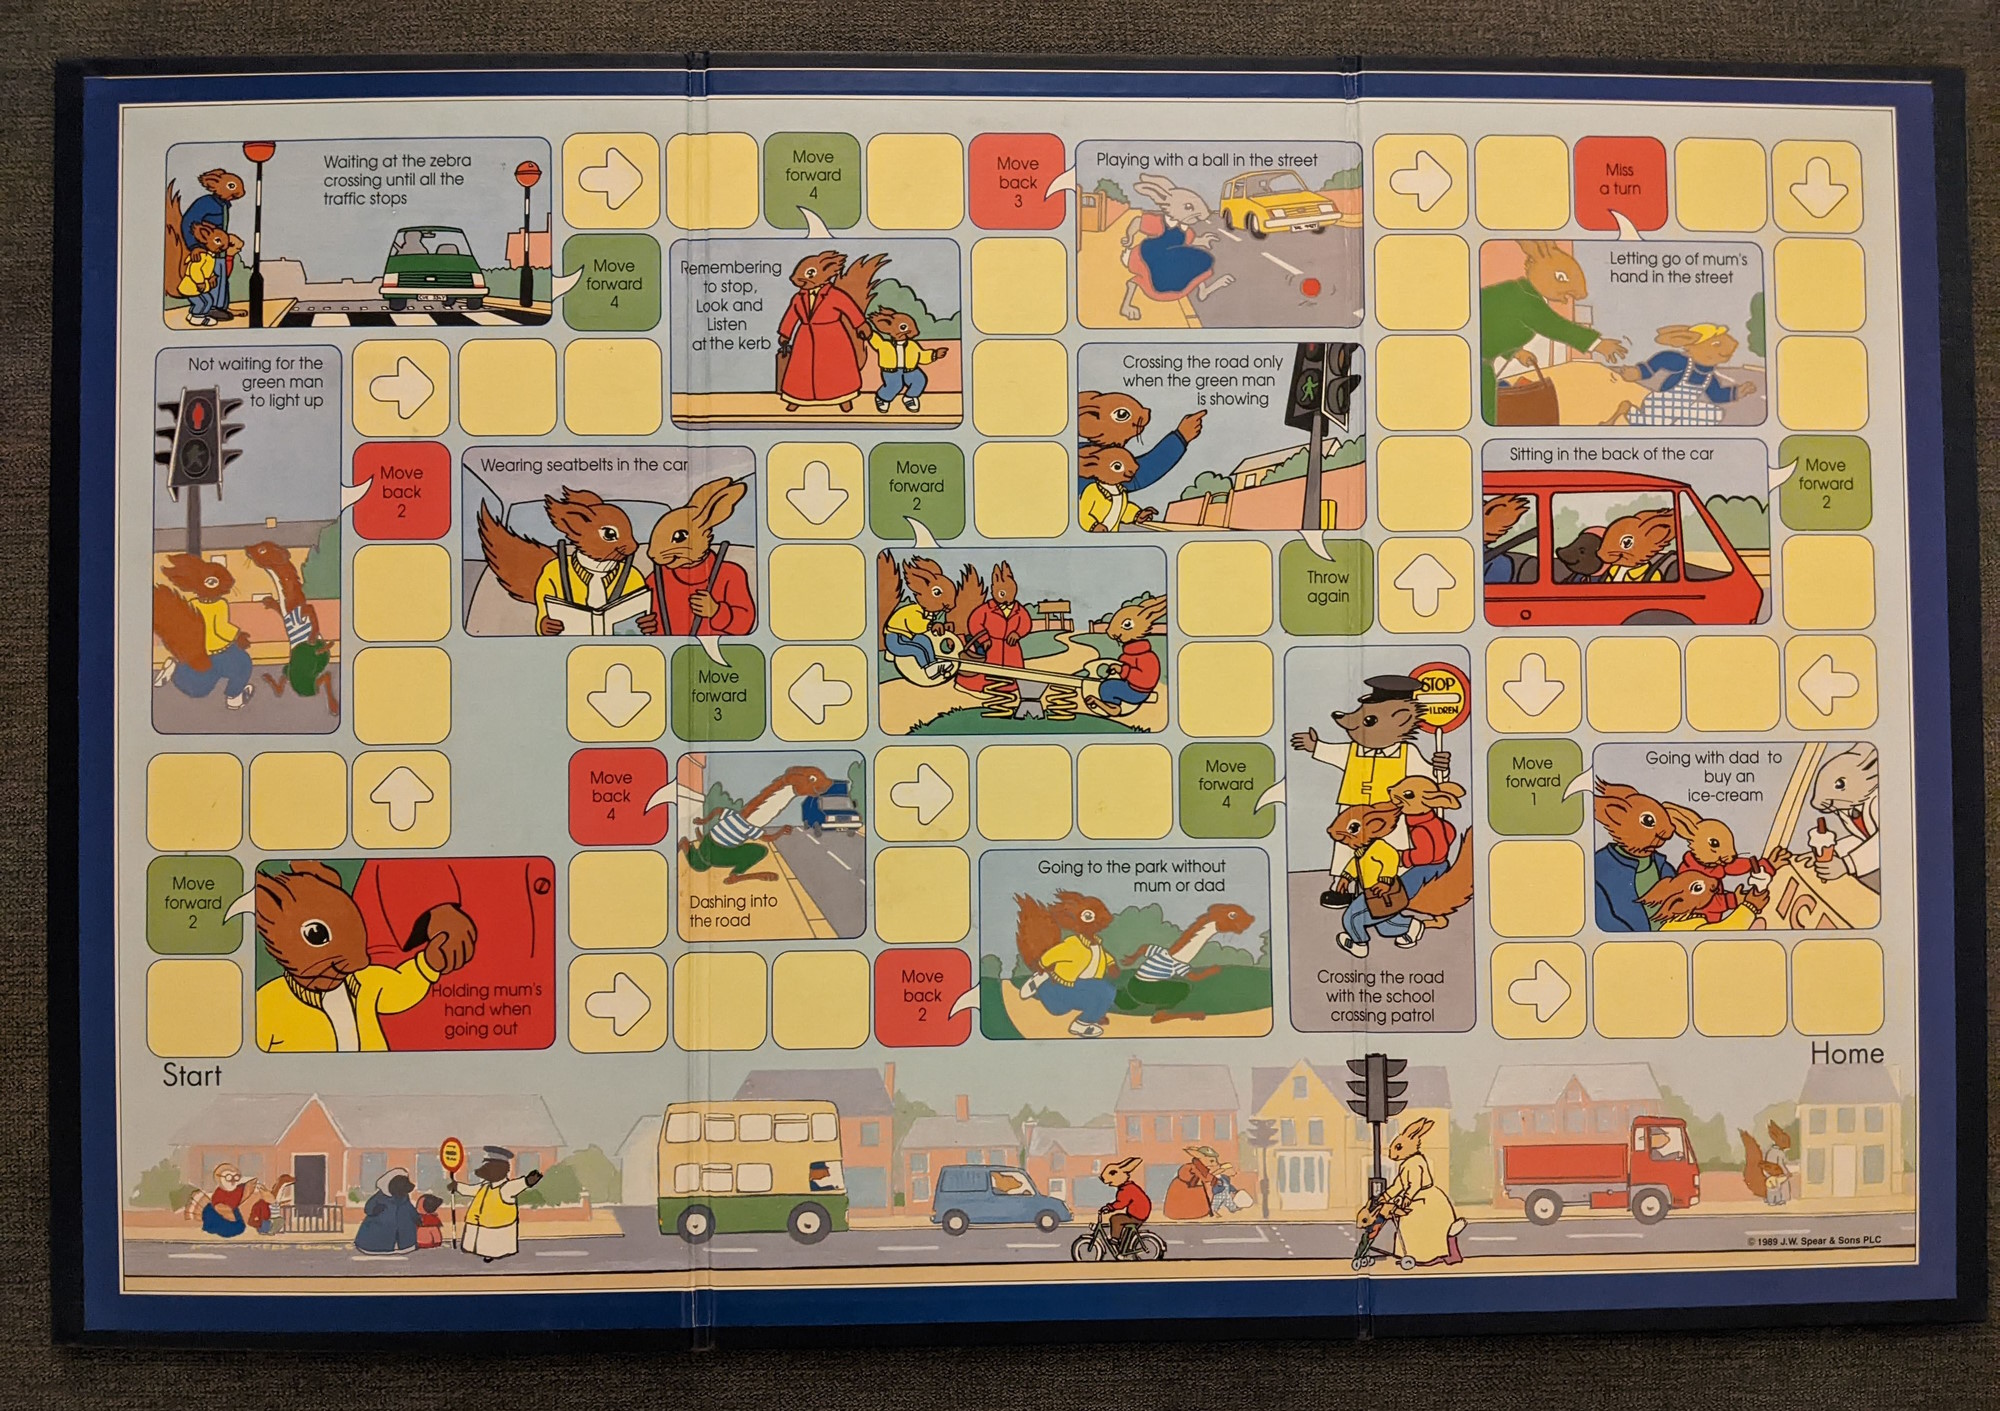 Waiting at the zebra
crossing until all the
traffic stops
Move
forward
4
Move
back
3
Playing with a ball in the street
Miss
a turn
Move
forward
4
Remembering
to stop,
Look and
Listen
at the kerb
Letting go of mum's
hand in the street
Not waiting for the
green man
to light up
Crossing the road only
when the green man
is showing
Move
back
2
Wearing seatbelts in the car
Move
forward
2
Sitting in the back of the car
Move
forward
2
Throw
again
Move
forward
3
STOP
Move
back
4
Dashing into
the road
Move
forward
4
Move
forward
1
Going with dad to
buy an
ice-cream
Move
forward
2
Holding mum's
hand when
going out
Move
back
2
Going to the park without
mum or dad
Crossing the road
with the school
crossing patrol
Start
Home
© 1989 J.W. Spear & Sons PLC